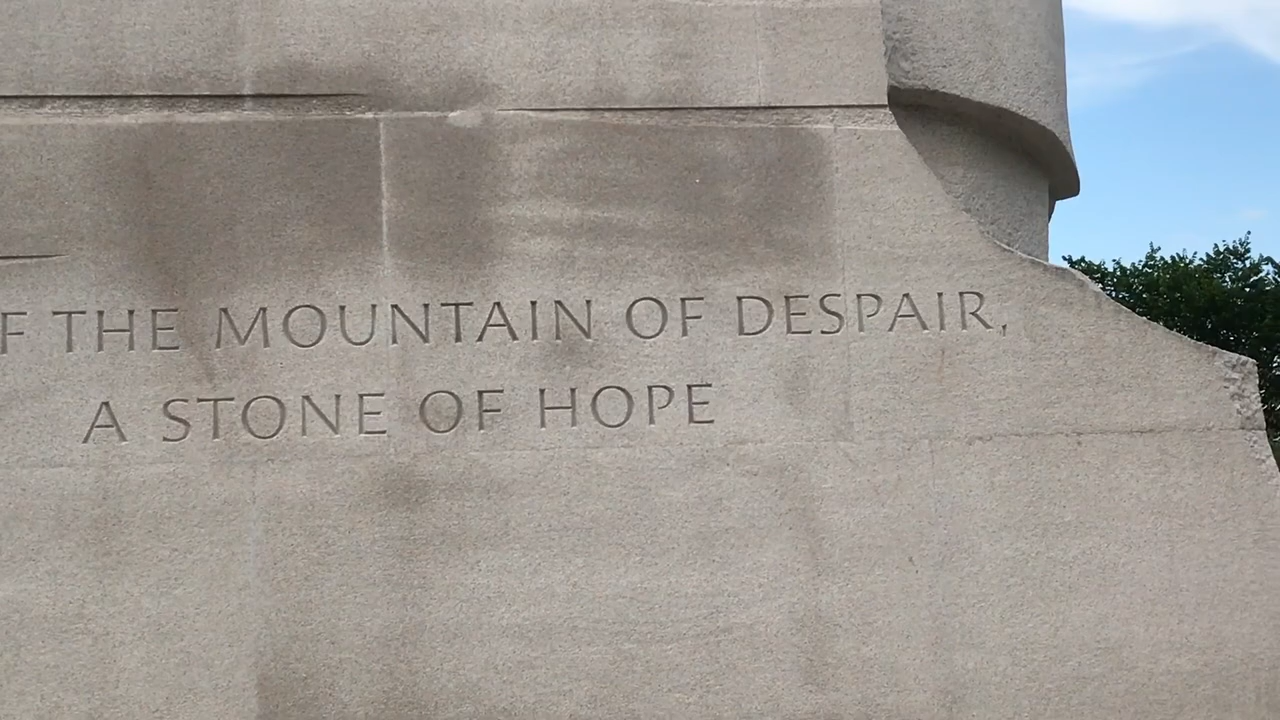 F THE MOUNTAIN OF DESPAIR,
A STONE OF HOPE